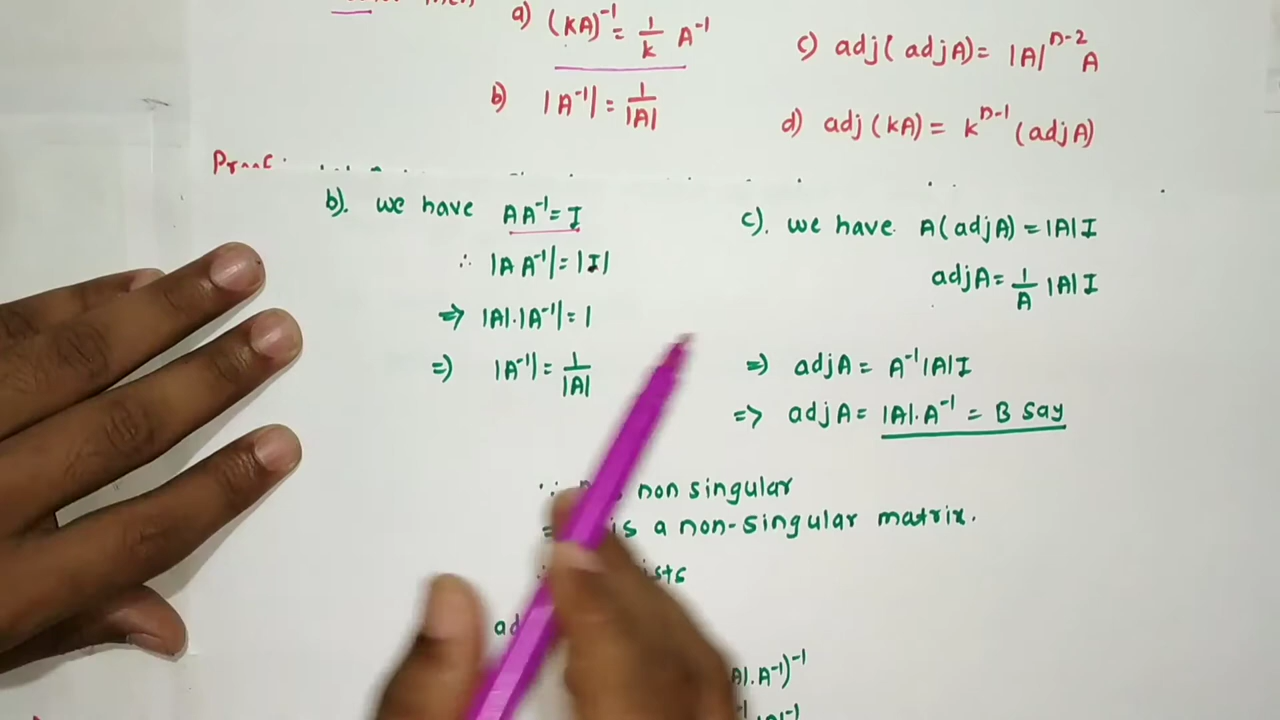 a) (kA)⁻¹ = 1/k A⁻¹
b) |A⁻¹| = 1/|A|
c) adj(adjA) = |A|ⁿ⁻² A
d) adj(kA) = kⁿ⁻¹ (adjA)
b). we have AA⁻¹ = I
∴ |A A⁻¹| = |I|
=> |A|.|A⁻¹| = 1
=> |A⁻¹| = 1/|A|
c). we have A(adjA) = |A| I
adjA = 1/A |A| I
=> adjA = A⁻¹|A| I
=> adjA = |A|.A⁻¹ = B say
non singular
is a non-singular matrix.